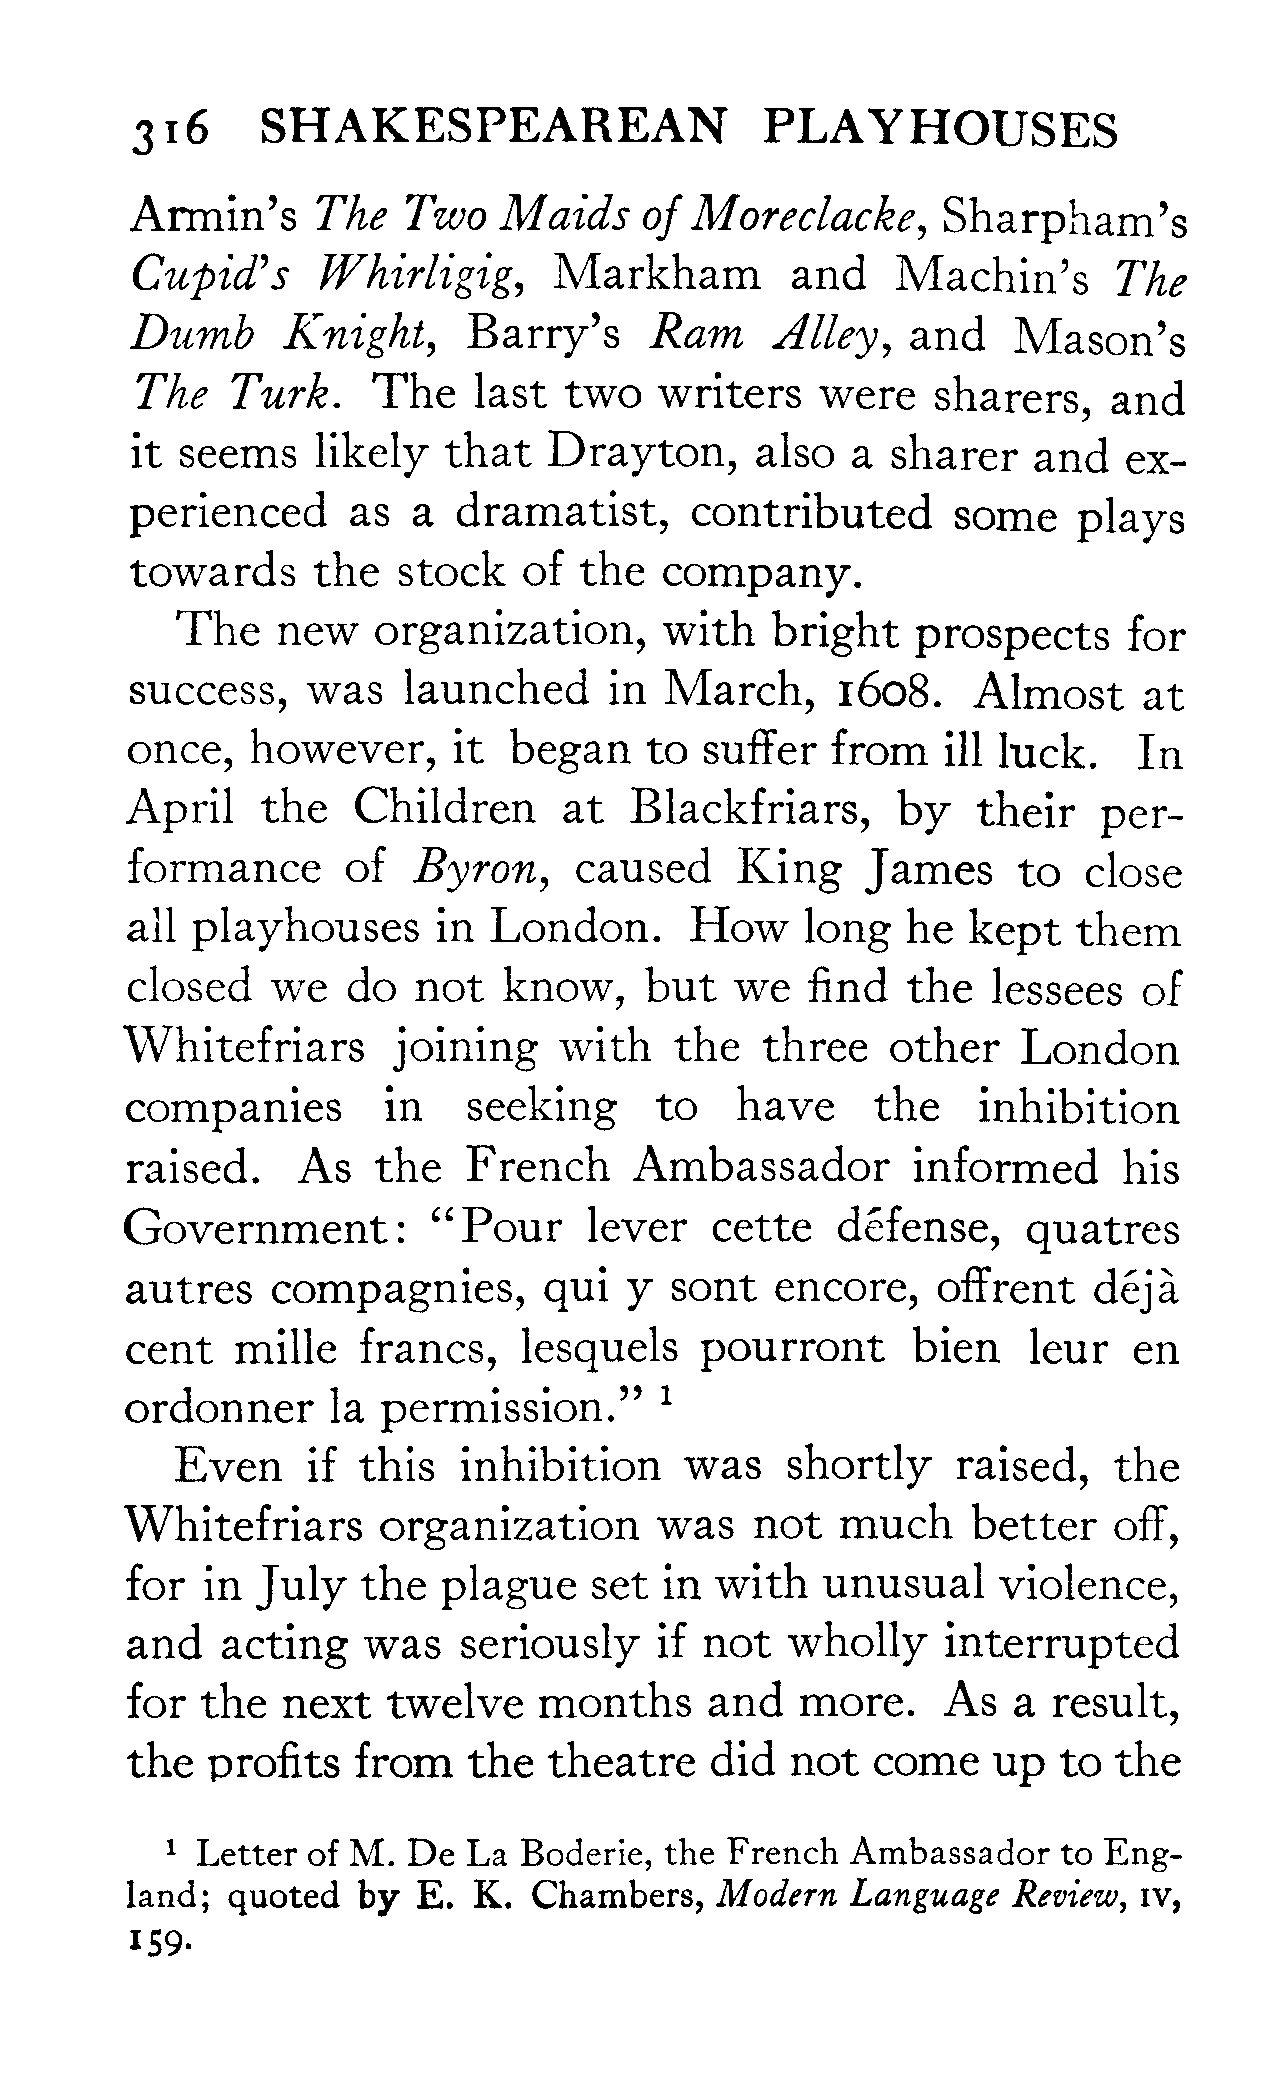 316 SHAKESPEAREAN PLAYHOUSES
Armin's The Two Maids of Moreclacke, Sharpham's
Cupid's Whirligig, Markham and Machin's The
Dumb Knight, Barry's Ram Alley, and Mason's
The Turk. The last two writers were sharers, and
it seems likely that Drayton, also a sharer and ex-
perienced as a dramatist, contributed some plays
towards the stock of the company.
The new organization, with bright prospects for
success, was launched in March, 1608. Almost at
once, however, it began to suffer from ill luck. In
April the Children at Blackfriars, by their per-
formance of Byron, caused King James to close
all playhouses in London. How long he kept them
closed we do not know, but we find the lessees of
Whitefriars joining with the three other London
companies in seeking to have the inhibition
raised. As the French Ambassador informed his
Government: "Pour lever cette défense, quatres
autres compagnies, qui y sont encore, offrent déjà
cent mille francs, lesquels pourront bien leur en
ordonner la permission." 1
Even if this inhibition was shortly raised, the
Whitefriars organization was not much better off,
for in July the plague set in with unusual violence,
and acting was seriously if not wholly interrupted
for the next twelve months and more. As a result,
the profits from the theatre did not come up to the
1 Letter of M. De La Boderie, the French Ambassador to Eng-
land; quoted by E. K. Chambers, Modern Language Review, IV,
159.